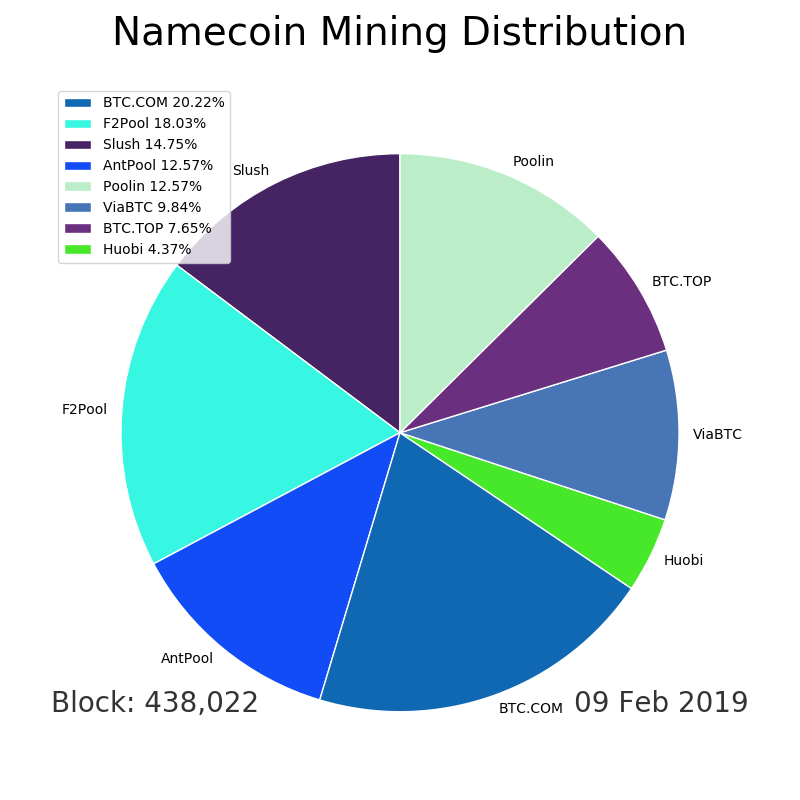 Namecoin Mining Distribution
BTC.COM 20.22%
F2Pool 18.03%
Slush 14.75%
AntPool 12.57%
Poolin 12.57%
ViaBTC 9.84%
BTC.TOP 7.65%
Huobi 4.37%
Slush
Poolin
BTC.TOP
F2Pool
ViaBTC
Huobi
AntPool
BTC.COM
Block: 438,022
09 Feb 2019